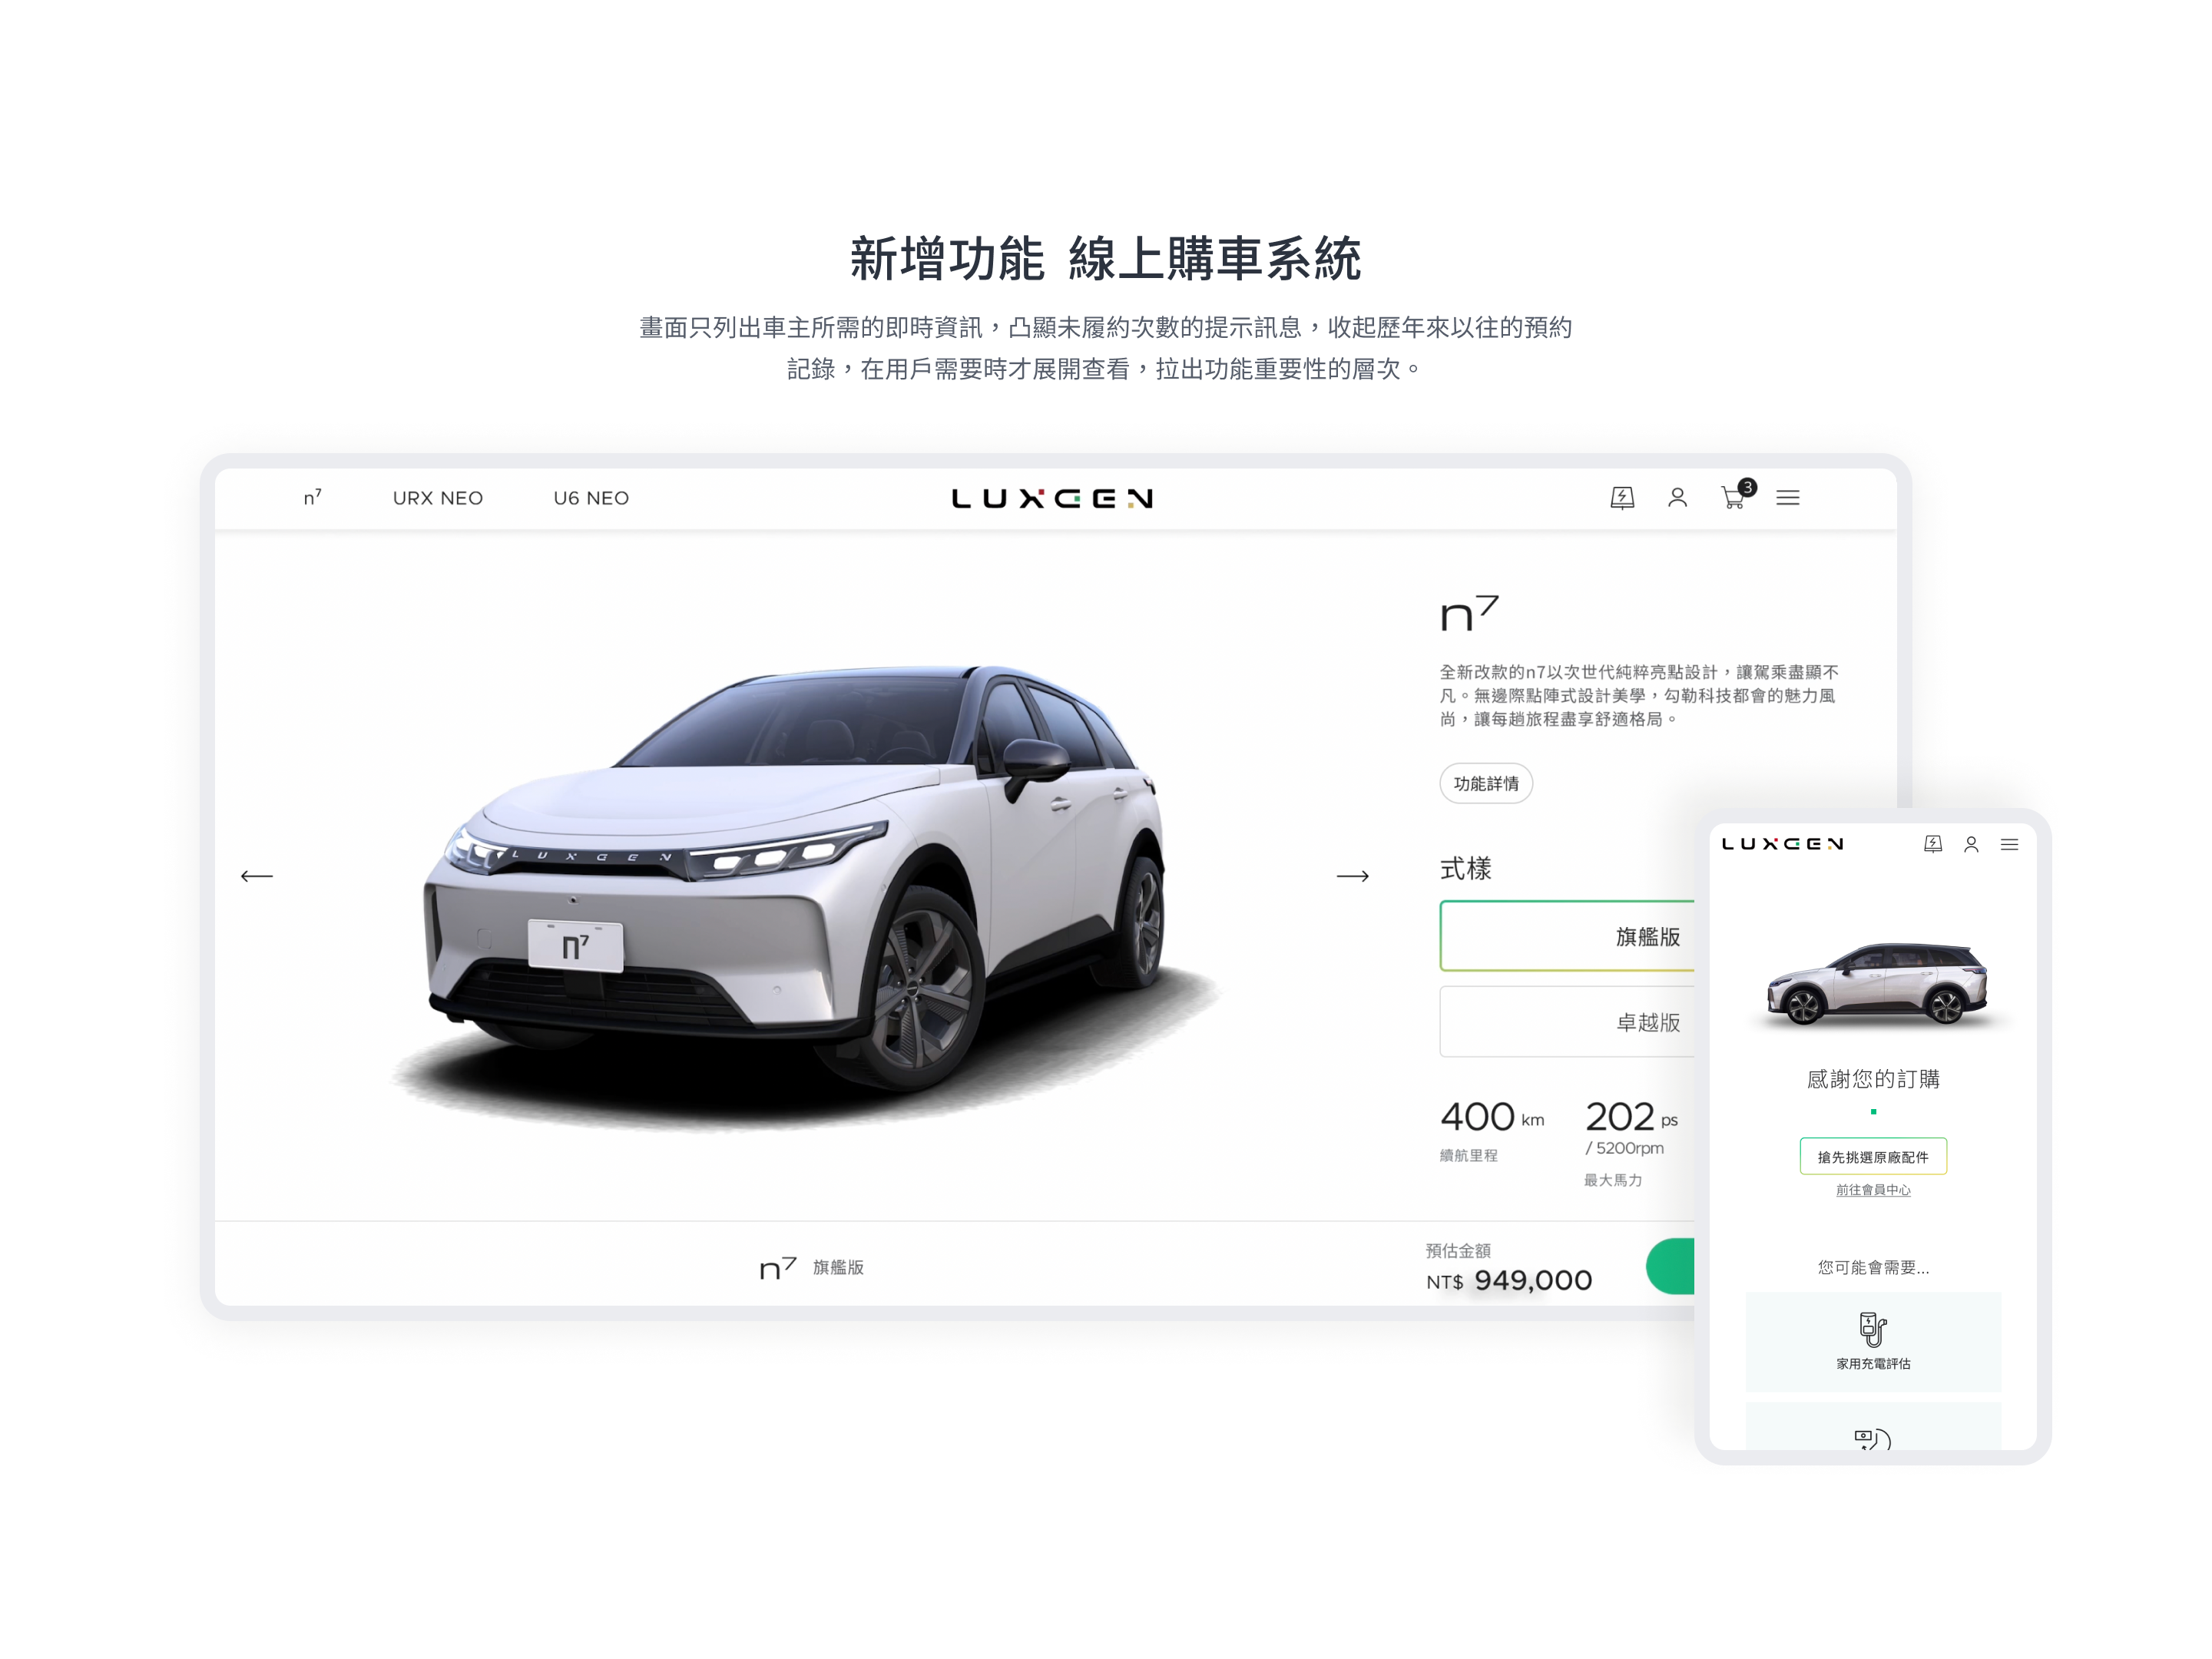 新增功能 線上購車系統
畫面只列出車主所需的即時資訊，凸顯未履約次數的提示訊息，收起歷年來以往的預約
記錄，在用戶需要時才展開查看，拉出功能重要性的層次。
n⁷
URX NEO
U6 NEO
LUXGEN
3
n⁷
全新改款的n7以次世代純粹亮點設計，讓駕乘盡顯不
凡。無邊際點陣式設計美學，勾勒科技都會的魅力風
尚，讓每趟旅程盡享舒適格局。
功能詳情
式樣
旗艦版
卓越版
400 km
續航里程
202 ps
/ 5200rpm
最大馬力
LUXGEN
n⁷
n⁷ 旗艦版
預估金額
NT$ 949,000
LUXGEN
感謝您的訂購
搶先挑選原廠配件
前往會員中心
您可能會需要...
家用充電評估